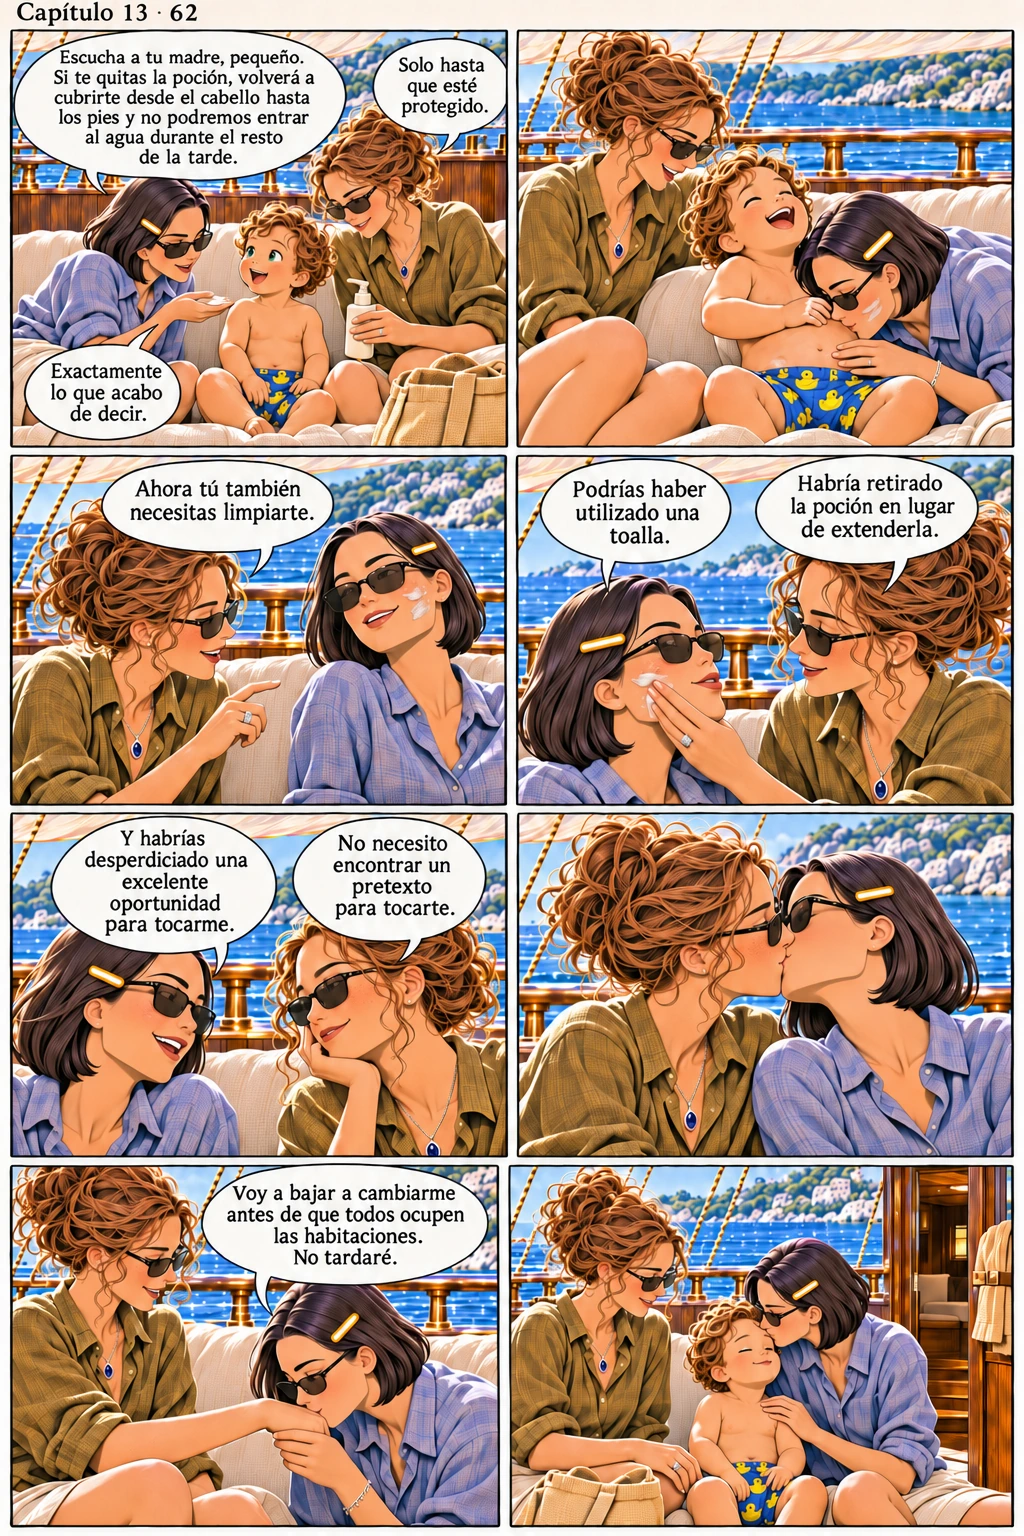 Capítulo 13 · 62
Escucha a tu madre, pequeño.
Si te quitas la poción, volverá a
cubrirte desde el cabello hasta
los pies y no podremos entrar
al agua durante el resto
de la tarde.
Solo hasta
que esté
protegido.
Exactamente
lo que acabo
de decir.
Ahora tú también
necesitas limpiarte.
Podrías haber
utilizado una
toalla.
Habría retirado
la poción en lugar
de extenderla.
Y habrías
desperdiciado una
excelente
oportunidad
para tocarme.
No necesito
encontrar un
pretexto
para tocarte.
Voy a bajar a cambiarme
antes de que todos ocupen
las habitaciones.
No tardaré.